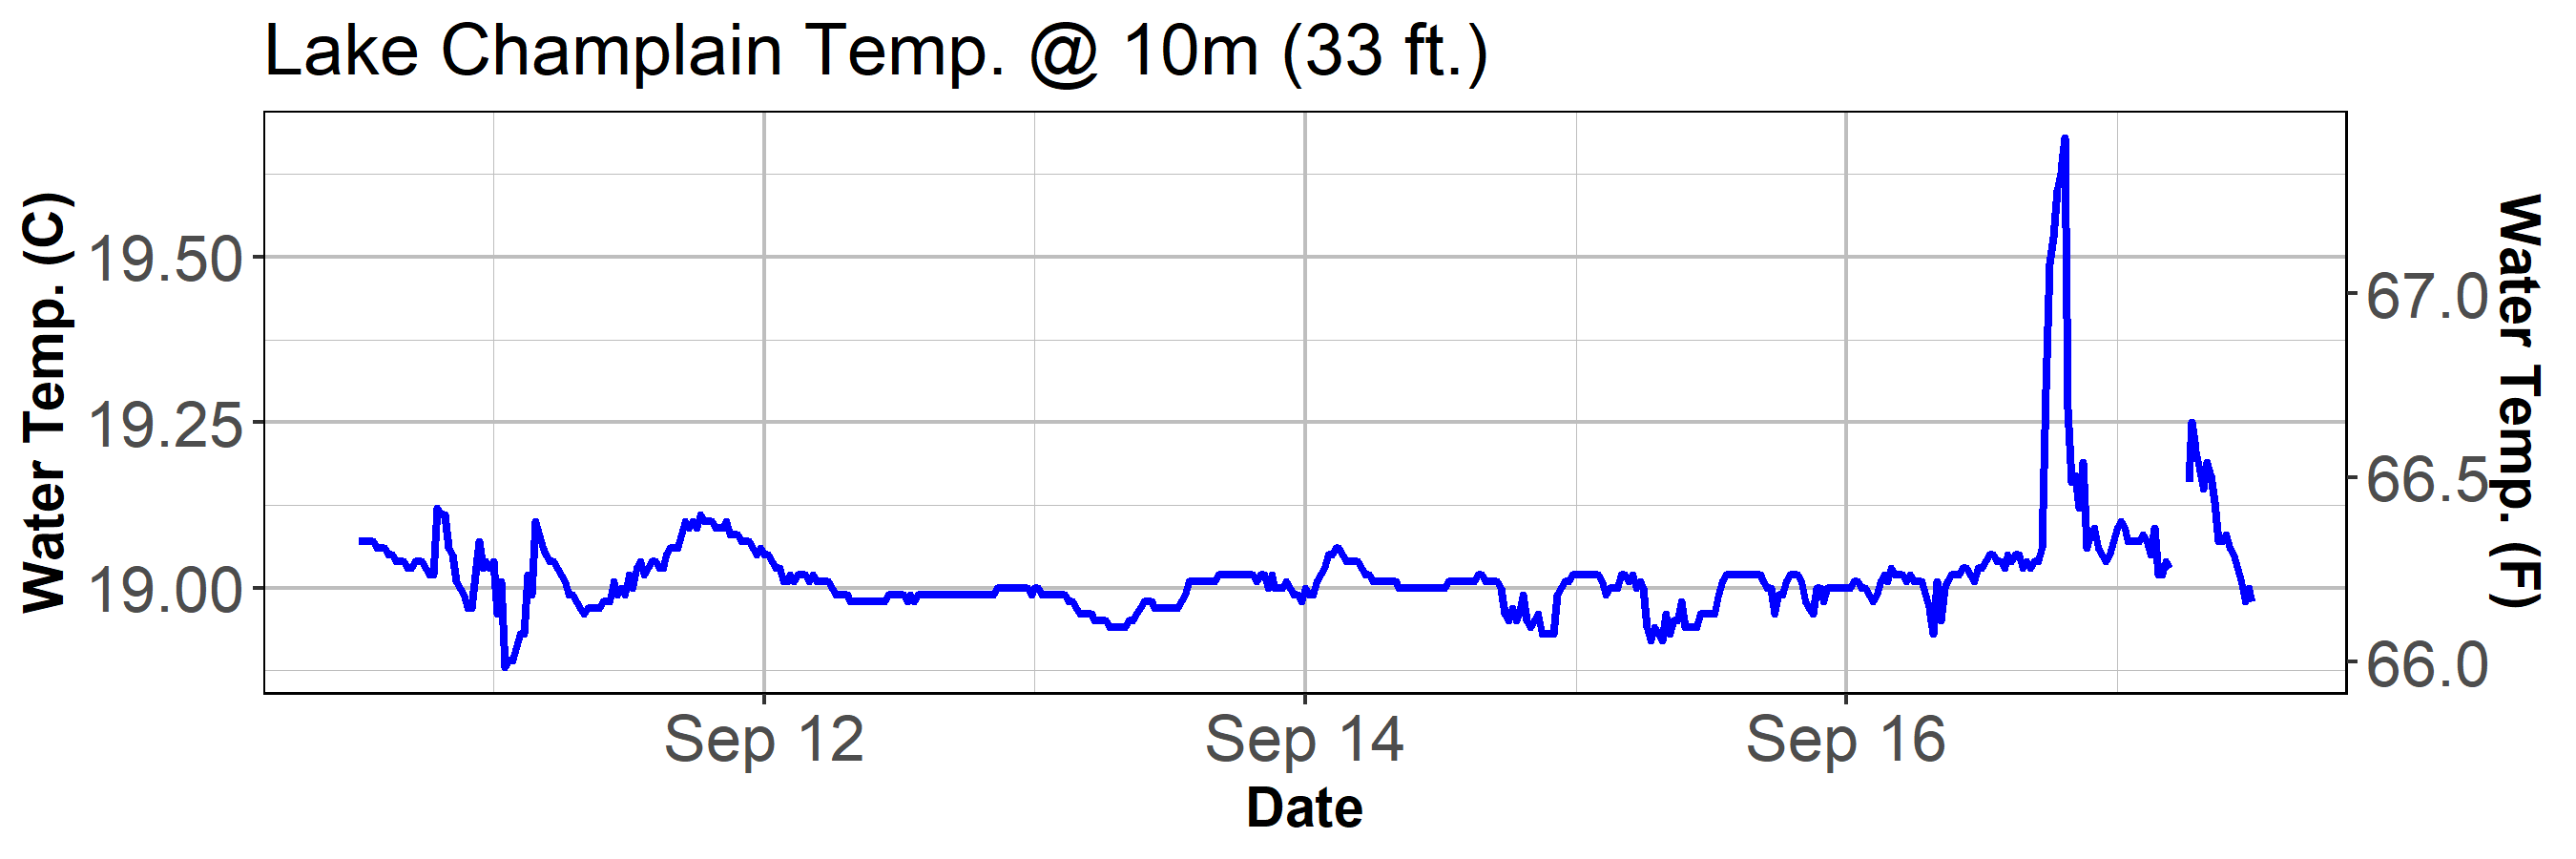 Lake Champlain Temp. @ 10m (33 ft.)
Water Temp. (C)
19.50
19.25
19.00
67.0
66.5
66.0
Water Temp. (F)
Sep 12
Sep 14
Sep 16
Date